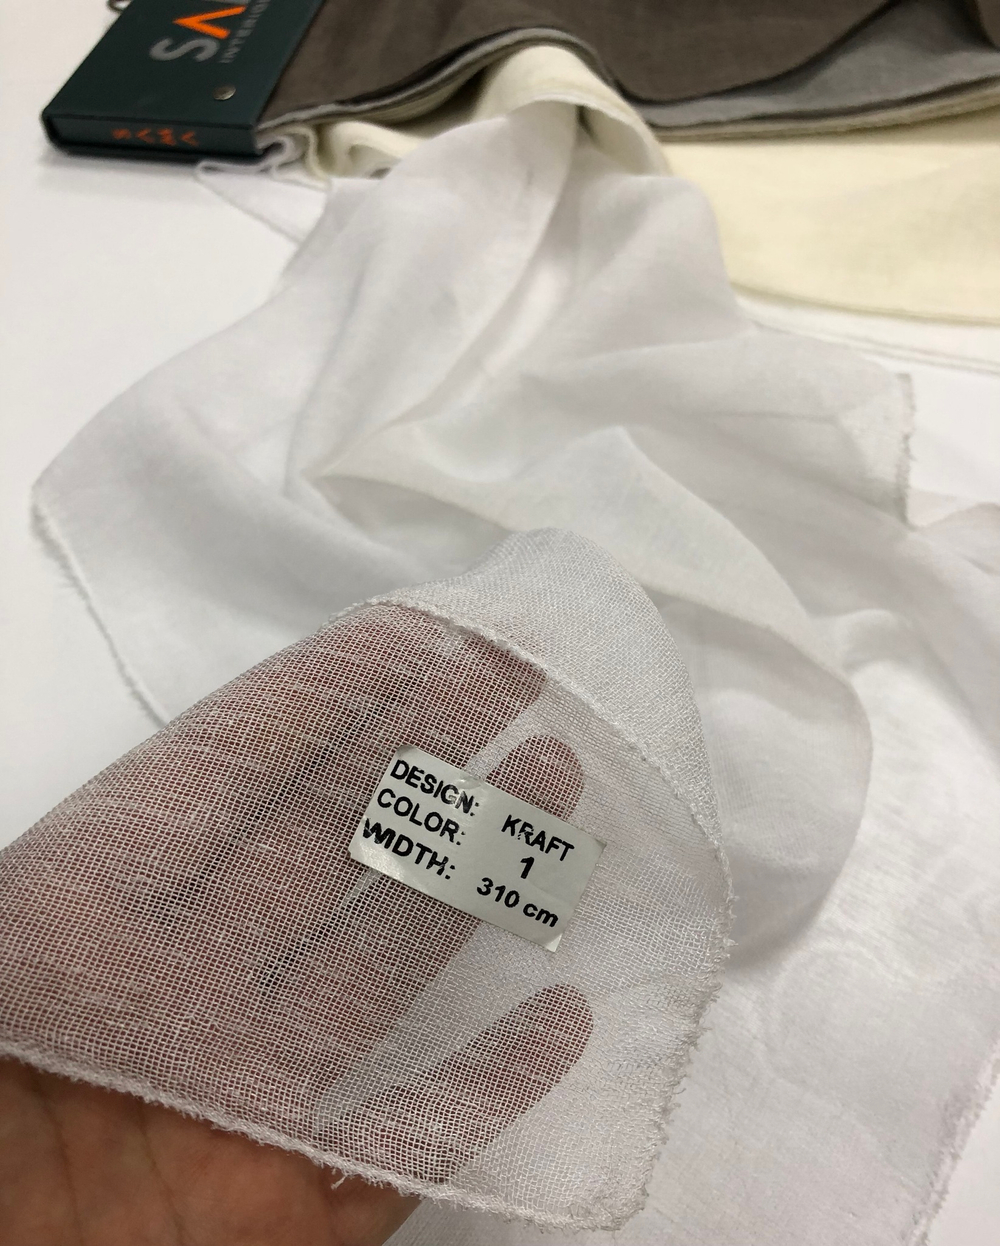 DESIGN: KRAFT
COLOR: 1
WIDTH: 310 cm